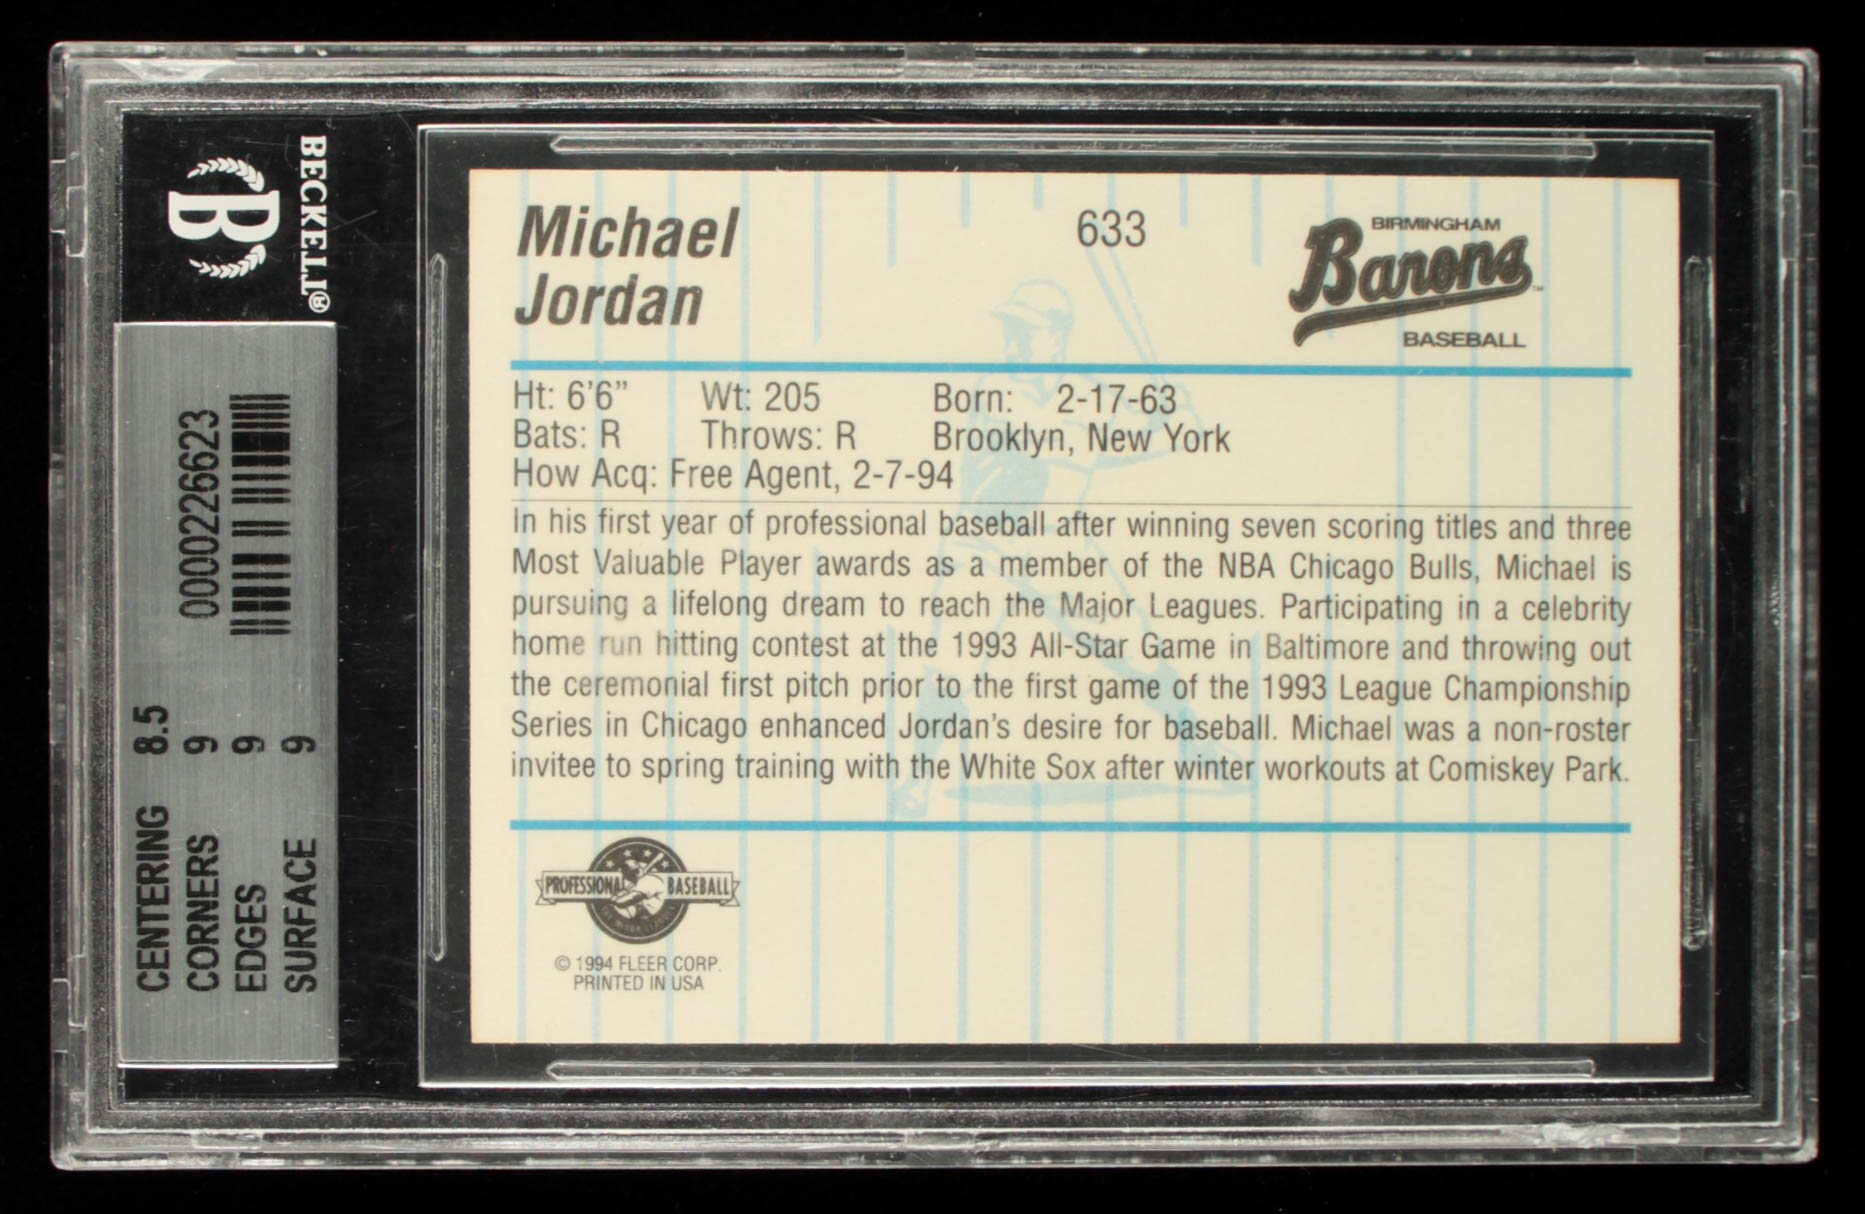 BECKELT®
B
0000226623
CENTERING 8.5
CORNERS 9
EDGES 9
SURFACE 9
Michael
Jordan
633
BIRMINGHAM
Barons
TM
BASEBALL
Ht: 6'6” Wt: 205 Born: 2-17-63
Bats: R Throws: R Brooklyn, New York
How Acq: Free Agent, 2-7-94
In his first year of professional baseball after winning seven scoring titles and three
Most Valuable Player awards as a member of the NBA Chicago Bulls, Michael is
pursuing a lifelong dream to reach the Major Leagues. Participating in a celebrity
home run hitting contest at the 1993 All-Star Game in Baltimore and throwing out
the ceremonial first pitch prior to the first game of the 1993 League Championship
Series in Chicago enhanced Jordan's desire for baseball. Michael was a non-roster
invitee to spring training with the White Sox after winter workouts at Comiskey Park.
PROFESSIONAL BASEBALL
© 1994 FLEER CORP.
PRINTED IN USA